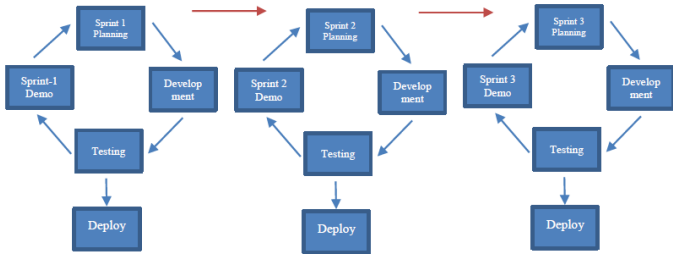 Sprint 1
Planning
Sprint-1
Demo
Develop
ment
Testing
Deploy
Sprint 2
Planning
Sprint 2
Demo
Develop
ment
Testing
Deploy
Sprint 3
Planning
Sprint 3
Demo
Develop
ment
Testing
Deploy